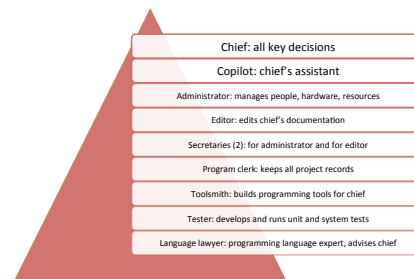 Chief: all key decisions
Copilot: chief's assistant
Administrator: manages people, hardware, resources
Editor: edits chief's documentation
Secretaries (2): for administrator and for editor
Program clerk: keeps all project records
Toolsmith: builds programming tools for chief
Tester: develops and runs unit and system tests
Language lawyer: programming language expert, advises chief